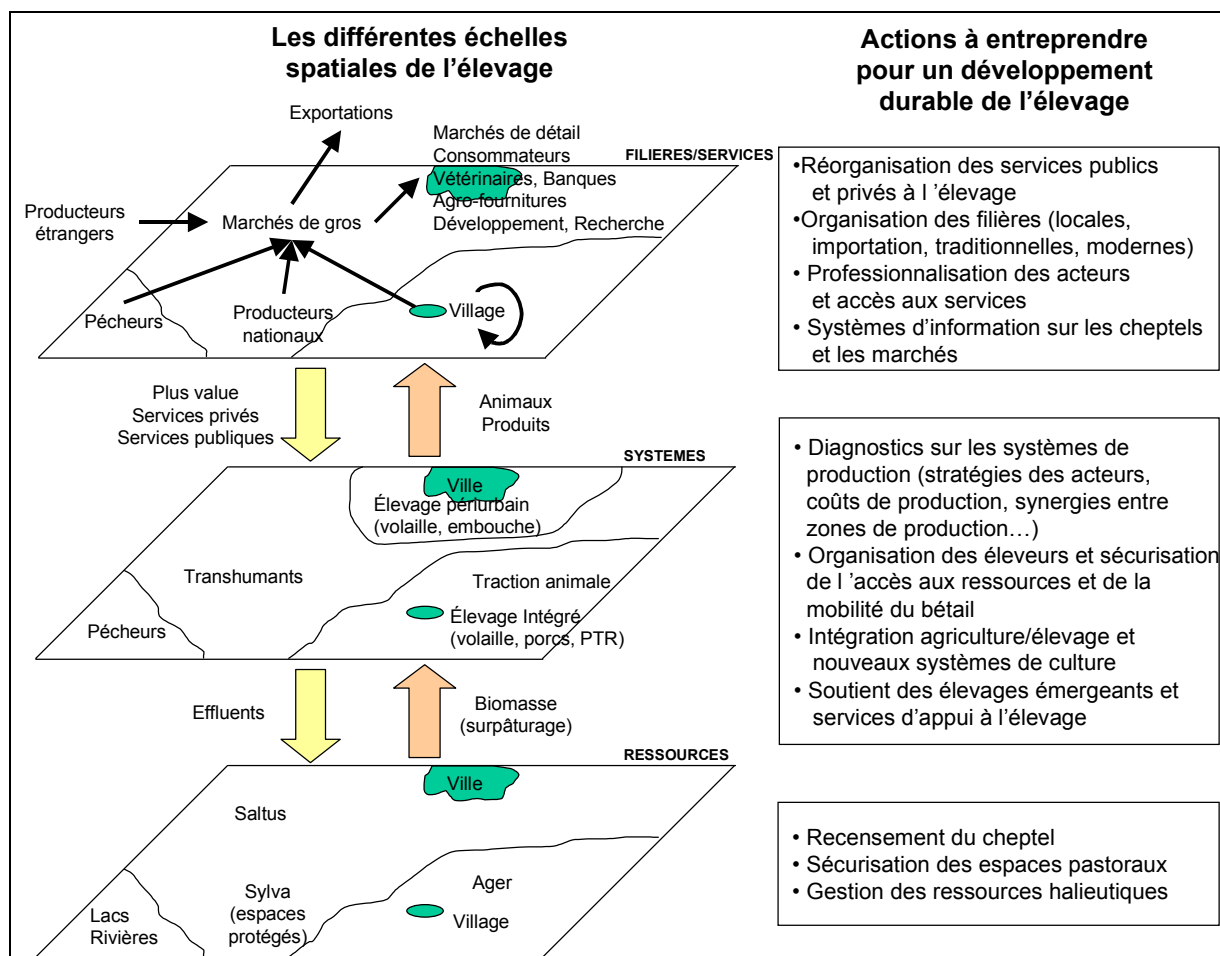 Les différentes échelles
spatiales de l'élevage
Actions à entreprendre
pour un développement
durable de l'élevage
Exportations
Marchés de détail
Consommateurs
Vétérinaires, Banques
Agro-fournitures
Développement, Recherche
FILIERES/SERVICES
Producteurs
étrangers
Marchés de gros
Pécheurs
Producteurs
nationaux
Village
•Réorganisation des services publics
et privés à l 'élevage
•Organisation des filières (locales,
importation, traditionnelles, modernes)
• Professionnalisation des acteurs
et accès aux services
• Systèmes d'information sur les cheptels
et les marchés
Plus value
Services privés
Services publiques
Animaux
Produits
SYSTEMES
Ville
Élevage périurbain
(volaille, embouche)
Transhumants
Traction animale
Pécheurs
Élevage Intégré
(volaille, porcs, PTR)
• Diagnostics sur les systèmes de
production (stratégies des acteurs,
coûts de production, synergies entre
zones de production…)
• Organisation des éleveurs et sécurisation
de l 'accès aux ressources et de la
mobilité du bétail
• Intégration agriculture/élevage et
nouveaux systèmes de culture
• Soutient des élevages émergeants et
services d'appui à l'élevage
Effluents
Biomasse
(surpâturage)
RESSOURCES
Ville
Saltus
Ager
Sylva
(espaces
protégés)
Village
Lacs
Rivières
• Recensement du cheptel
• Sécurisation des espaces pastoraux
• Gestion des ressources halieutiques